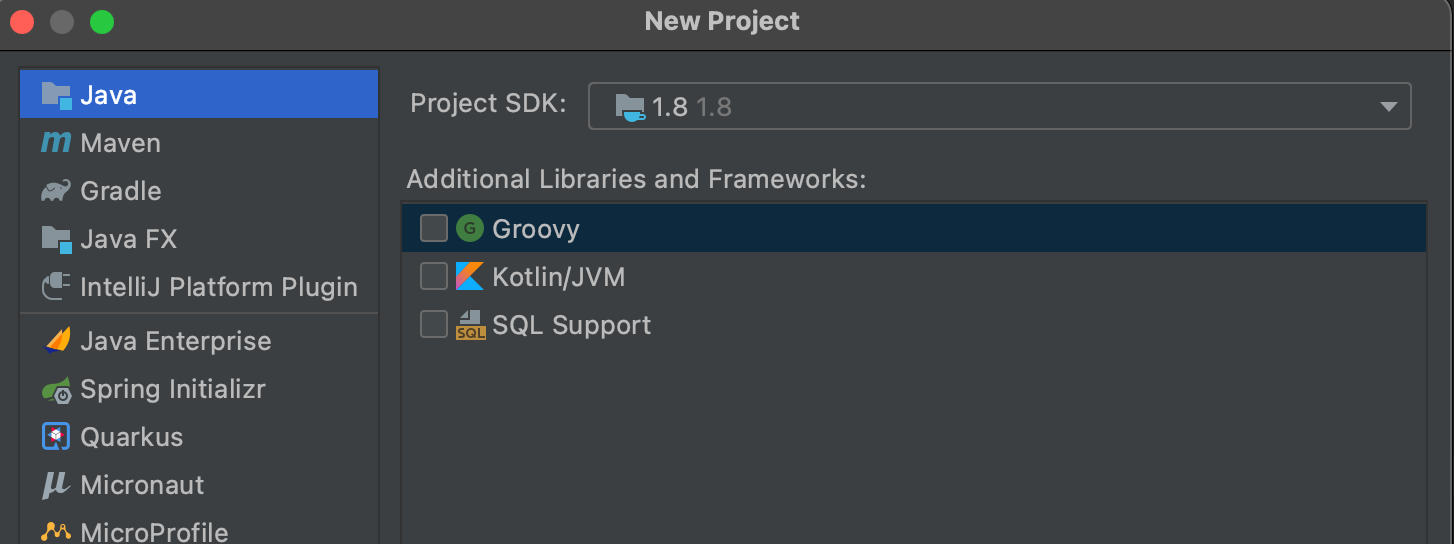 New Project
Java
Maven
Gradle
Java FX
IntelliJ Platform Plugin
Java Enterprise
Spring Initializr
Quarkus
Micronaut
MicroProfile
Project SDK:
1.8 1.8
Additional Libraries and Frameworks:
G Groovy
Kotlin/JVM
SQL SQL Support